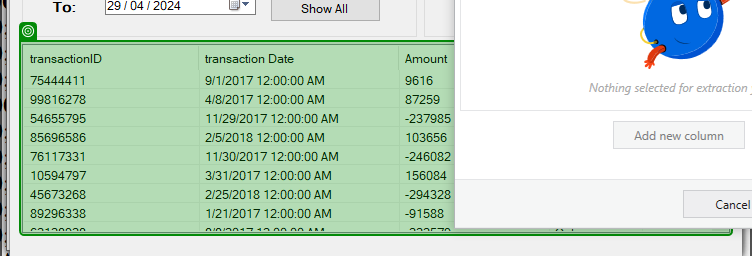 To: 29 / 04 / 2024 Show All
transactionID transaction Date Amount
75444411 9/1/2017 12:00:00 AM 9616
99816278 4/8/2017 12:00:00 AM 87259
54655795 11/29/2017 12:00:00 AM -237985
85696586 2/5/2018 12:00:00 AM 103656
76117331 11/30/2017 12:00:00 AM -246082
10594797 3/31/2017 12:00:00 AM 156084
45673268 2/25/2018 12:00:00 AM -294328
89296338 1/21/2017 12:00:00 AM -91588
Nothing selected for extraction
Add new column
Cancel